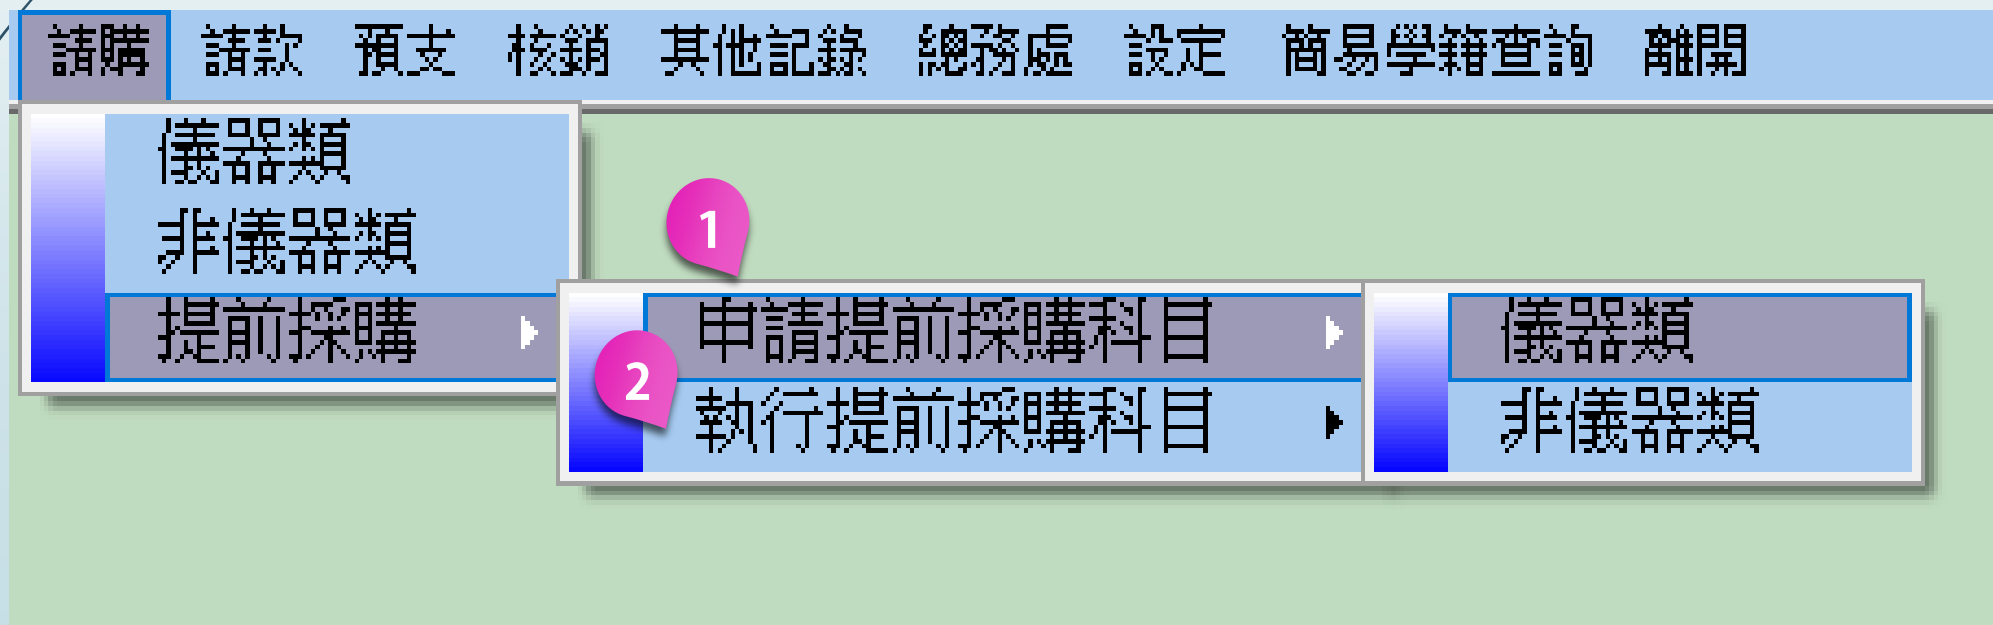 請購 請款 預支 核銷 其他記錄 總務處 設定 簡易學籍查詢 離開
儀器類
非儀器類
1
提前採購 申請提前採購科目 儀器類
2
執行提前採購科目 非儀器類